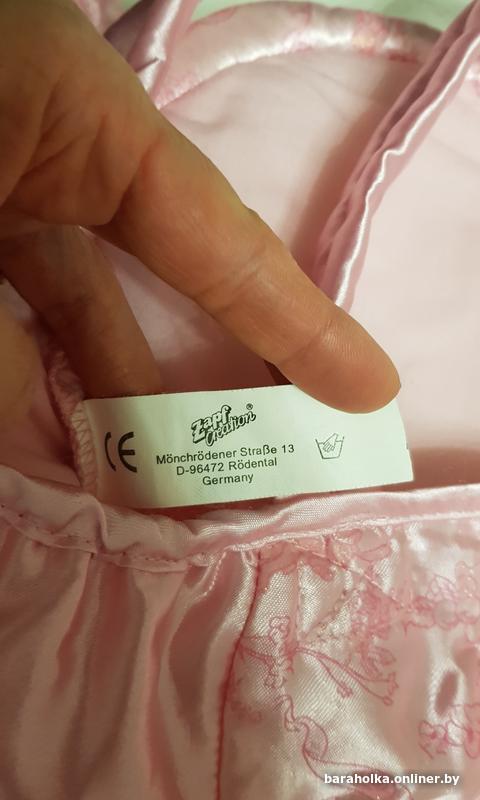 CE
Zapf ®
Creation
Mönchrödener Straße 13
D-96472 Rödental
Germany
baraholka.onliner.by